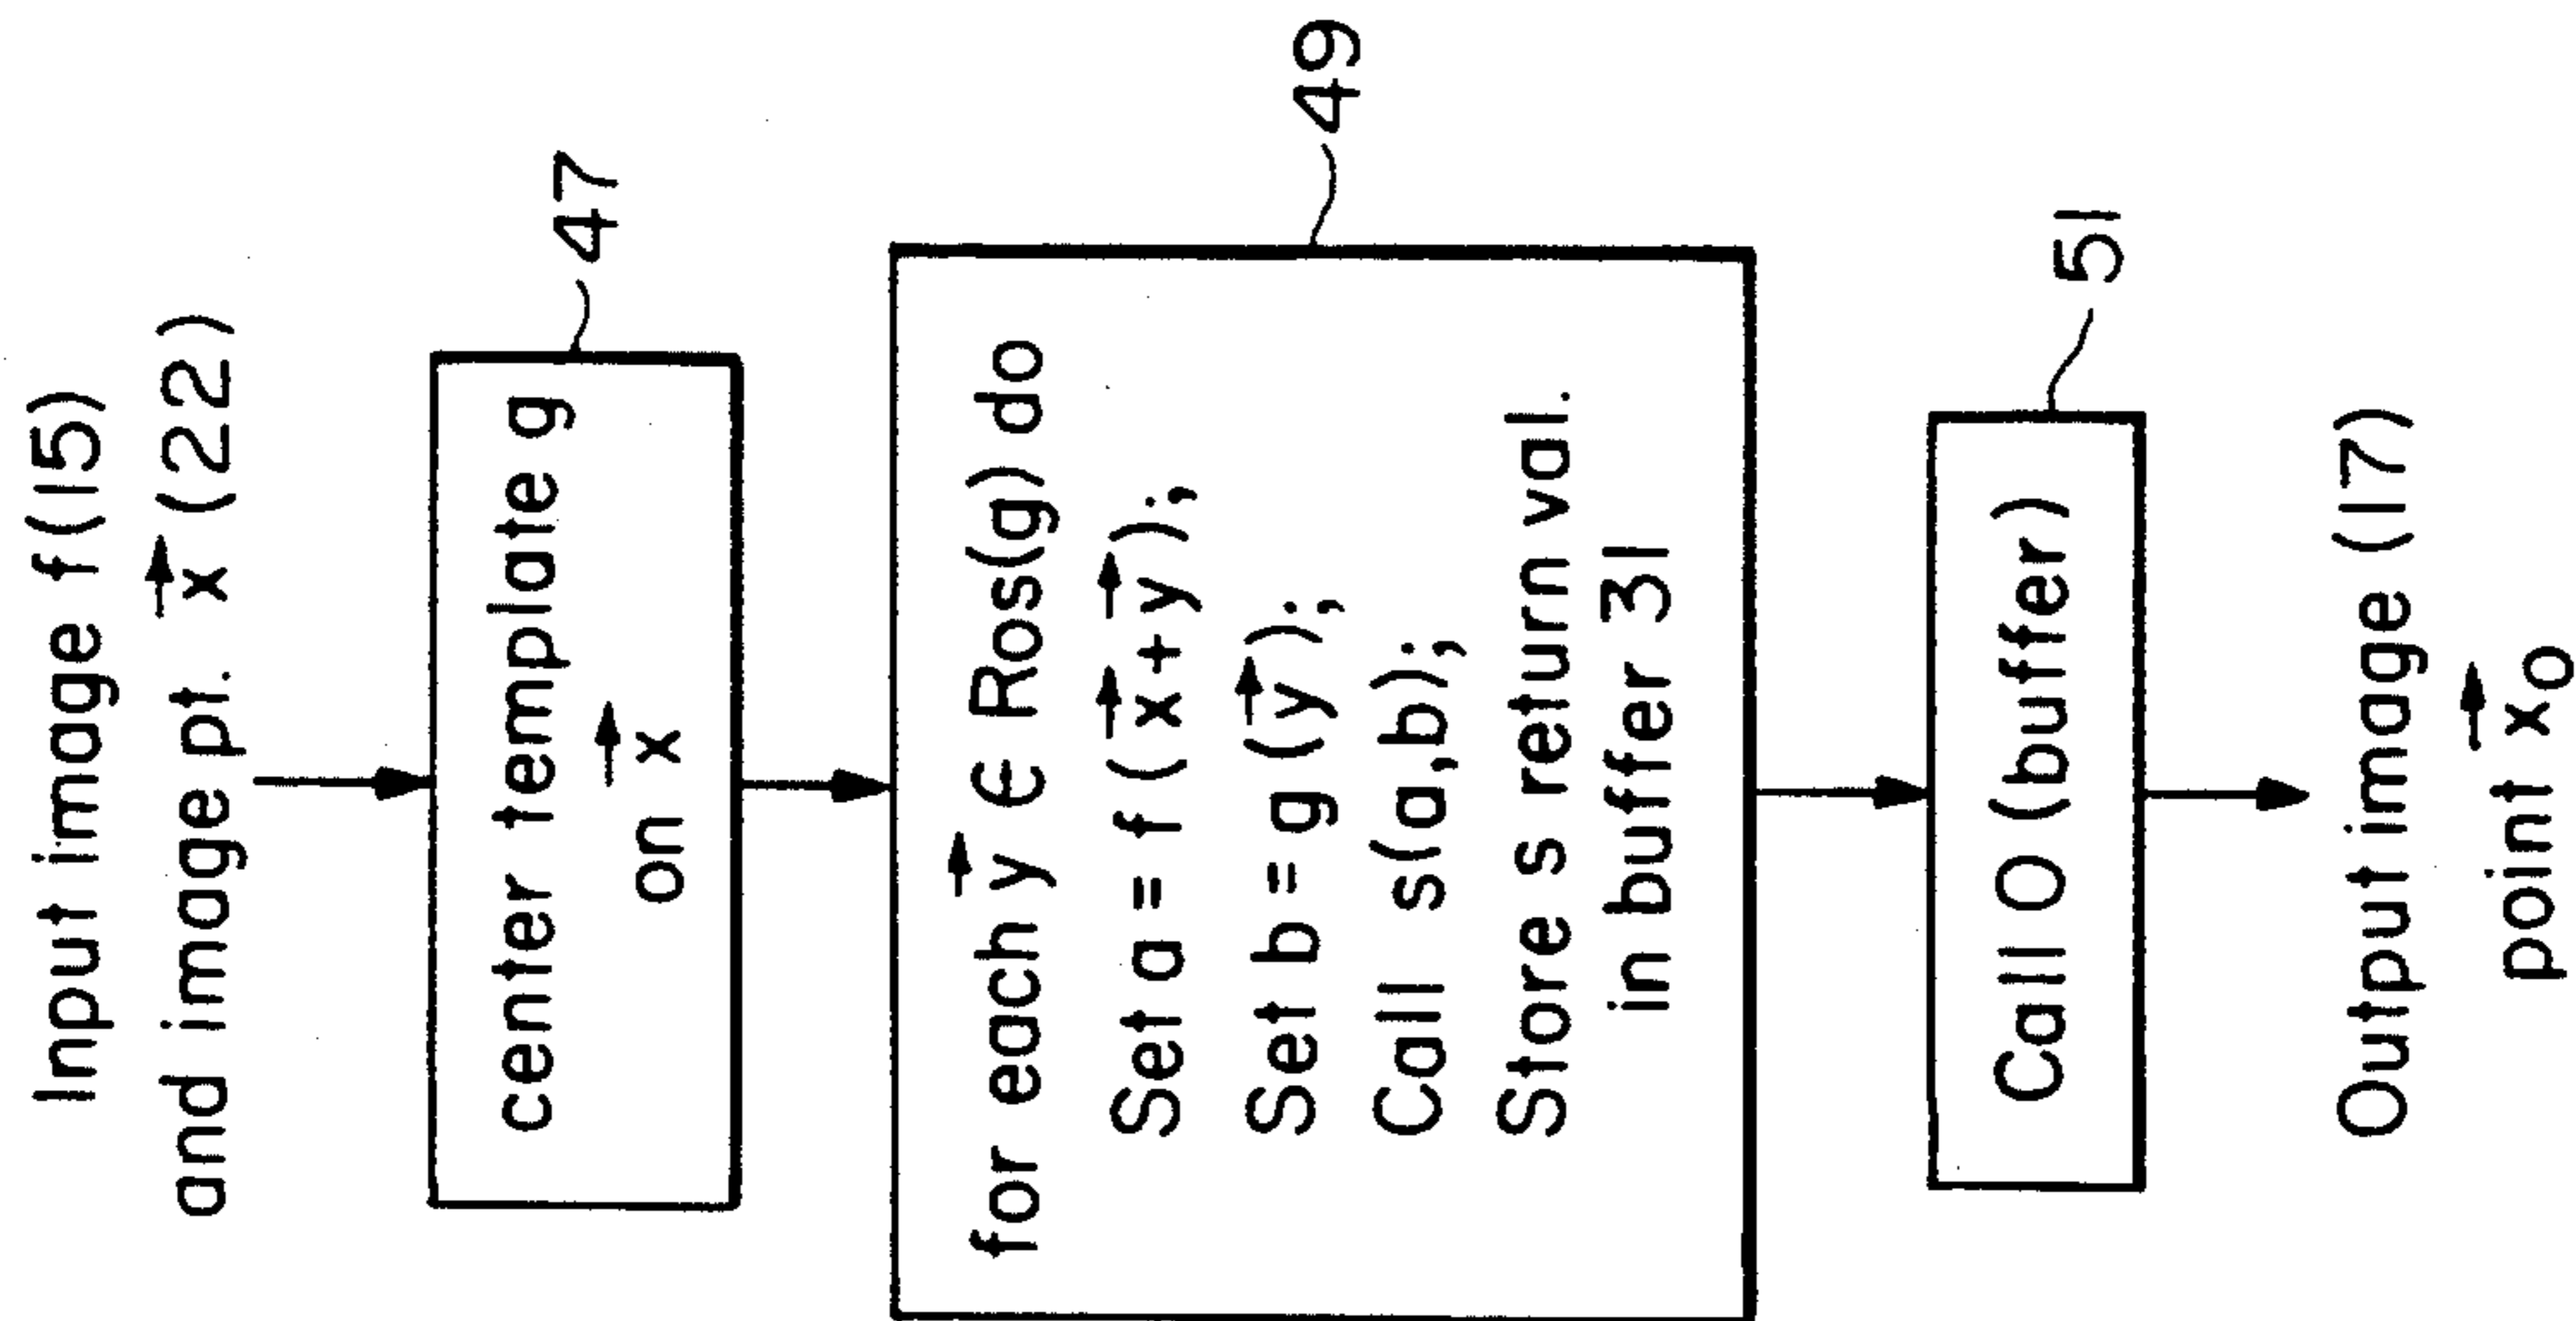 Input image f(15)
and image pt. x⃗ (22)
47
center template g
on x⃗
49
for each y⃗ ∈ Ros(g) do
Set a = f (x⃗+y⃗);
Set b = g (y⃗);
Call s(a,b);
Store s return val.
in buffer 31
51
Call O (buffer)
Output image (17)
point x⃗₀